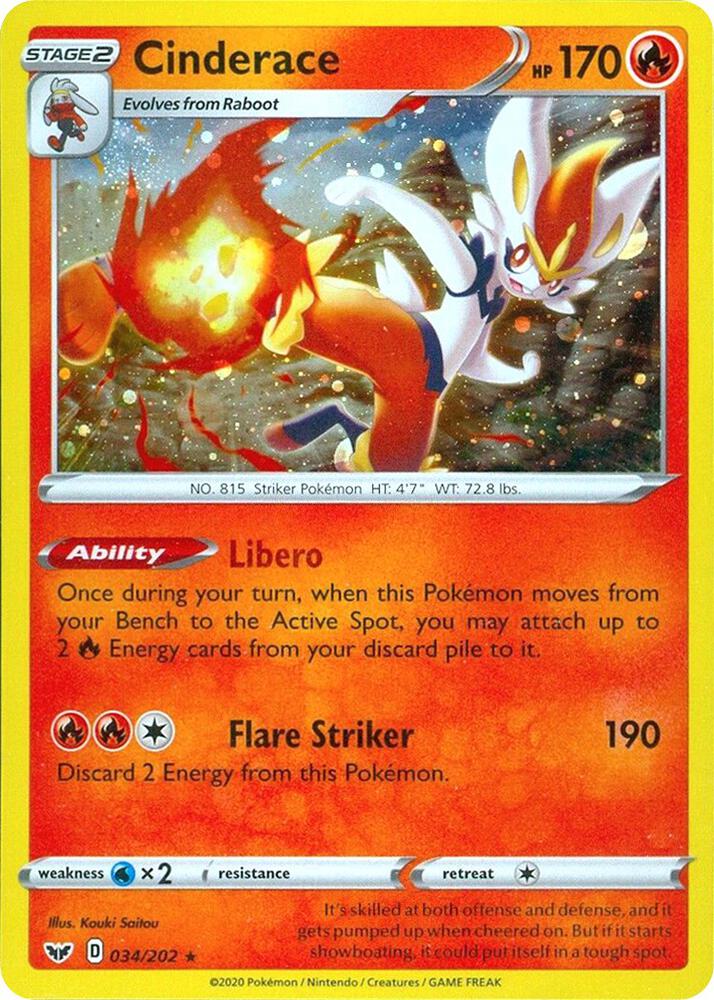 STAGE 2
Cinderace
HP 170
Evolves from Raboot
NO. 815 Striker Pokémon HT: 4'7" WT: 72.8 lbs.
Ability Libero
Once during your turn, when this Pokémon moves from
your Bench to the Active Spot, you may attach up to
2 Energy cards from your discard pile to it.
Flare Striker 190
Discard 2 Energy from this Pokémon.
weakness ×2 resistance retreat
Illus. Kouki Saitou
It's skilled at both offense and defense, and it
gets pumped up when cheered on. But if it starts
showboating, it could put itself in a tough spot.
D 034/202 ★
©2020 Pokémon / Nintendo / Creatures / GAME FREAK